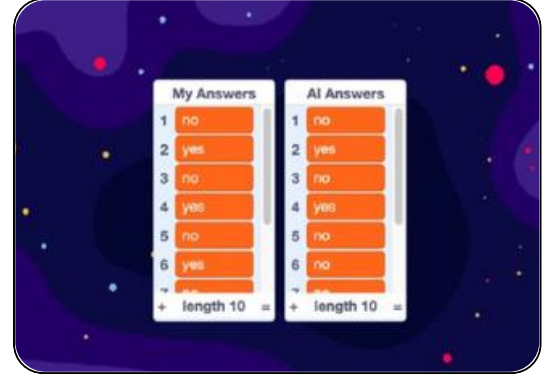 My Answers
1 no
2 yes
3 no
4 yes
5 no
6 yes
+ length 10 =
AI Answers
1 no
2 yes
3 no
4 yes
5 no
6 no
+ length 10 =